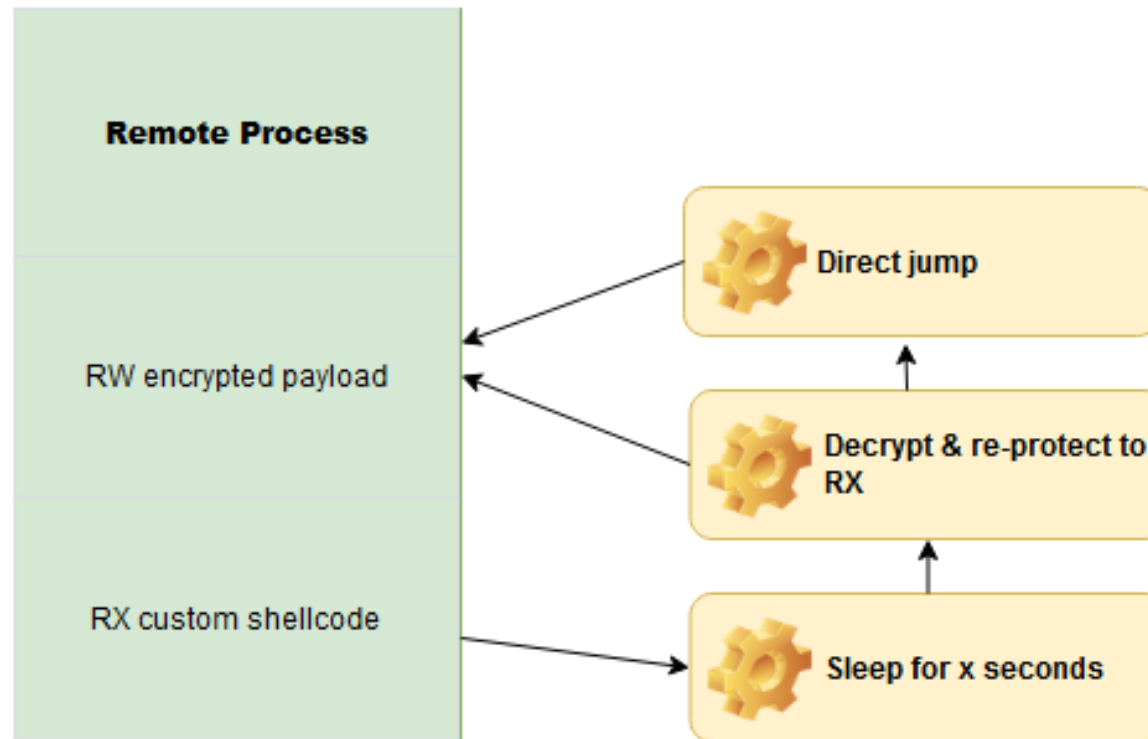 Remote Process
Direct jump
RW encrypted payload
Decrypt & re-protect to
RX
RX custom shellcode
Sleep for x seconds